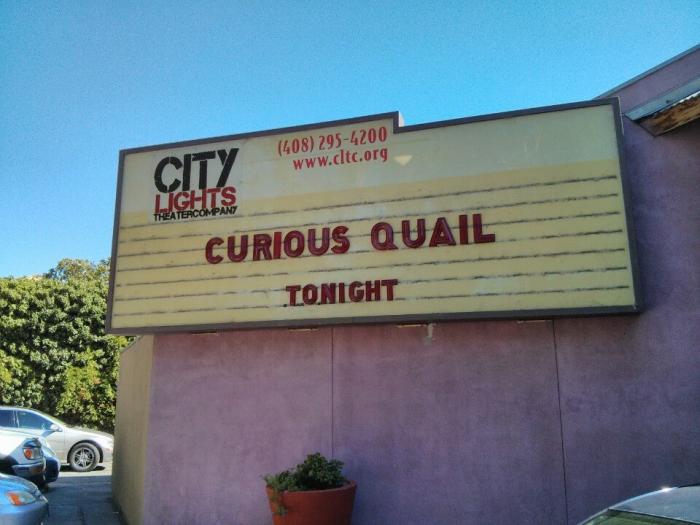 CITY
LIGHTS
THEATERCOMPANY
(408) 295-4200
www.cltc.org
CURIOUS QUAIL
TONIGHT